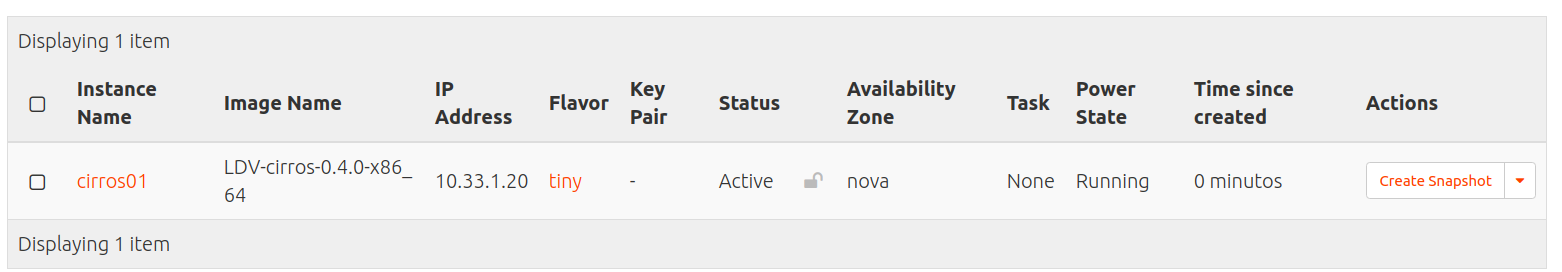 Displaying 1 item
Instance Name Image Name IP Address Flavor Key Pair Status Availability Zone Task Power State Time since created Actions
cirros01 LDV-cirros-0.4.0-x86_64 10.33.1.20 tiny - Active nova None Running 0 minutos Create Snapshot
Displaying 1 item